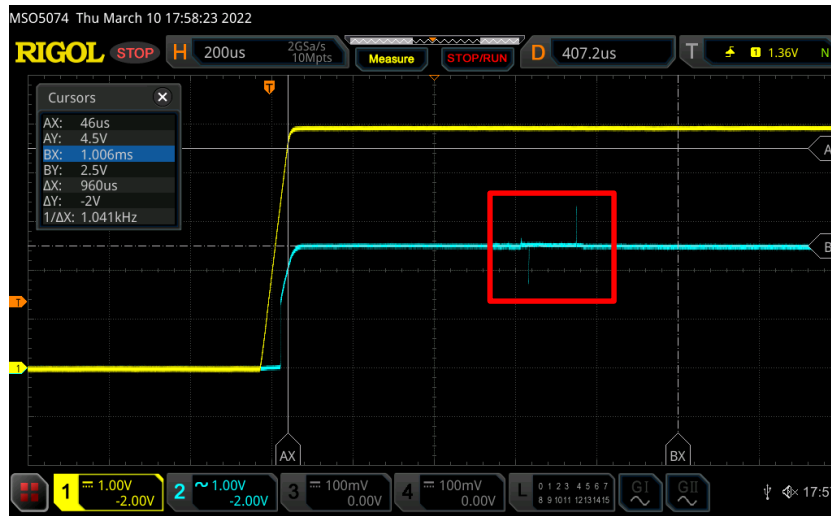 MSO5074 Thu March 10 17:58:23 2022
RIGOL STOP H 200us 2GSa/s 10Mpts Measure STOP/RUN D 407.2us T 1 1.36V N
T
Cursors
AX: 46us
AY: 4.5V
BX: 1.006ms
BY: 2.5V
ΔX: 960us
ΔY: -2V
1/ΔX: 1.041kHz
A
B
T
1
AX BX
1 1.00V -2.00V 2 1.00V -2.00V 3 100mV 0.00V 4 100mV 0.00V L 0 1 2 3 4 5 6 7 8 9 10 11 12 13 14 15 GI GII 17:57